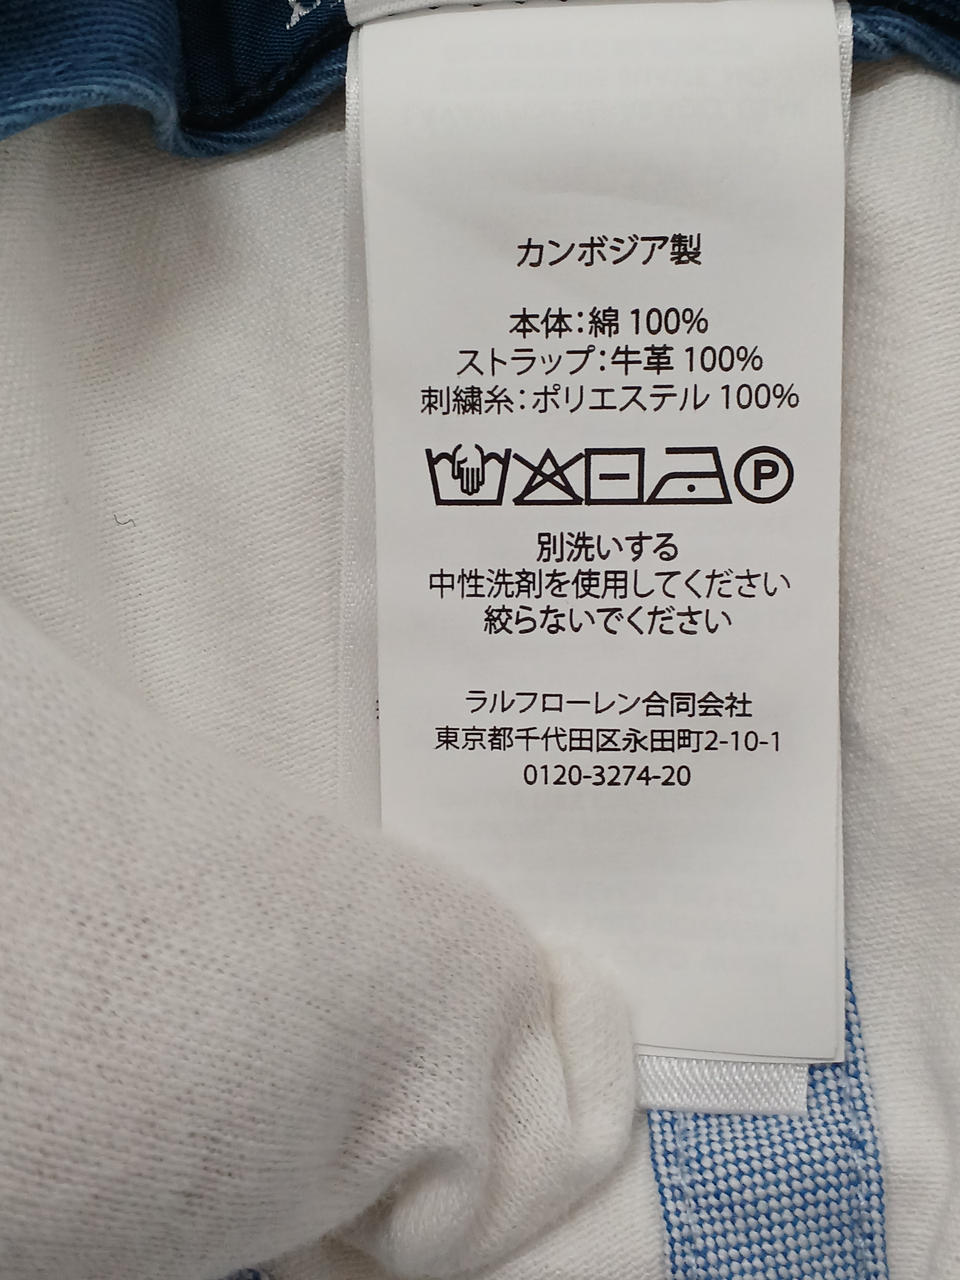 カンボジア製
本体：綿 100%
ストラップ：牛革 100%
刺繍糸：ポリエステル 100%
P
別洗いする
中性洗剤を使用してください
絞らないでください
ラルフローレン合同会社
東京都千代田区永田町2-10-1
0120-3274-20